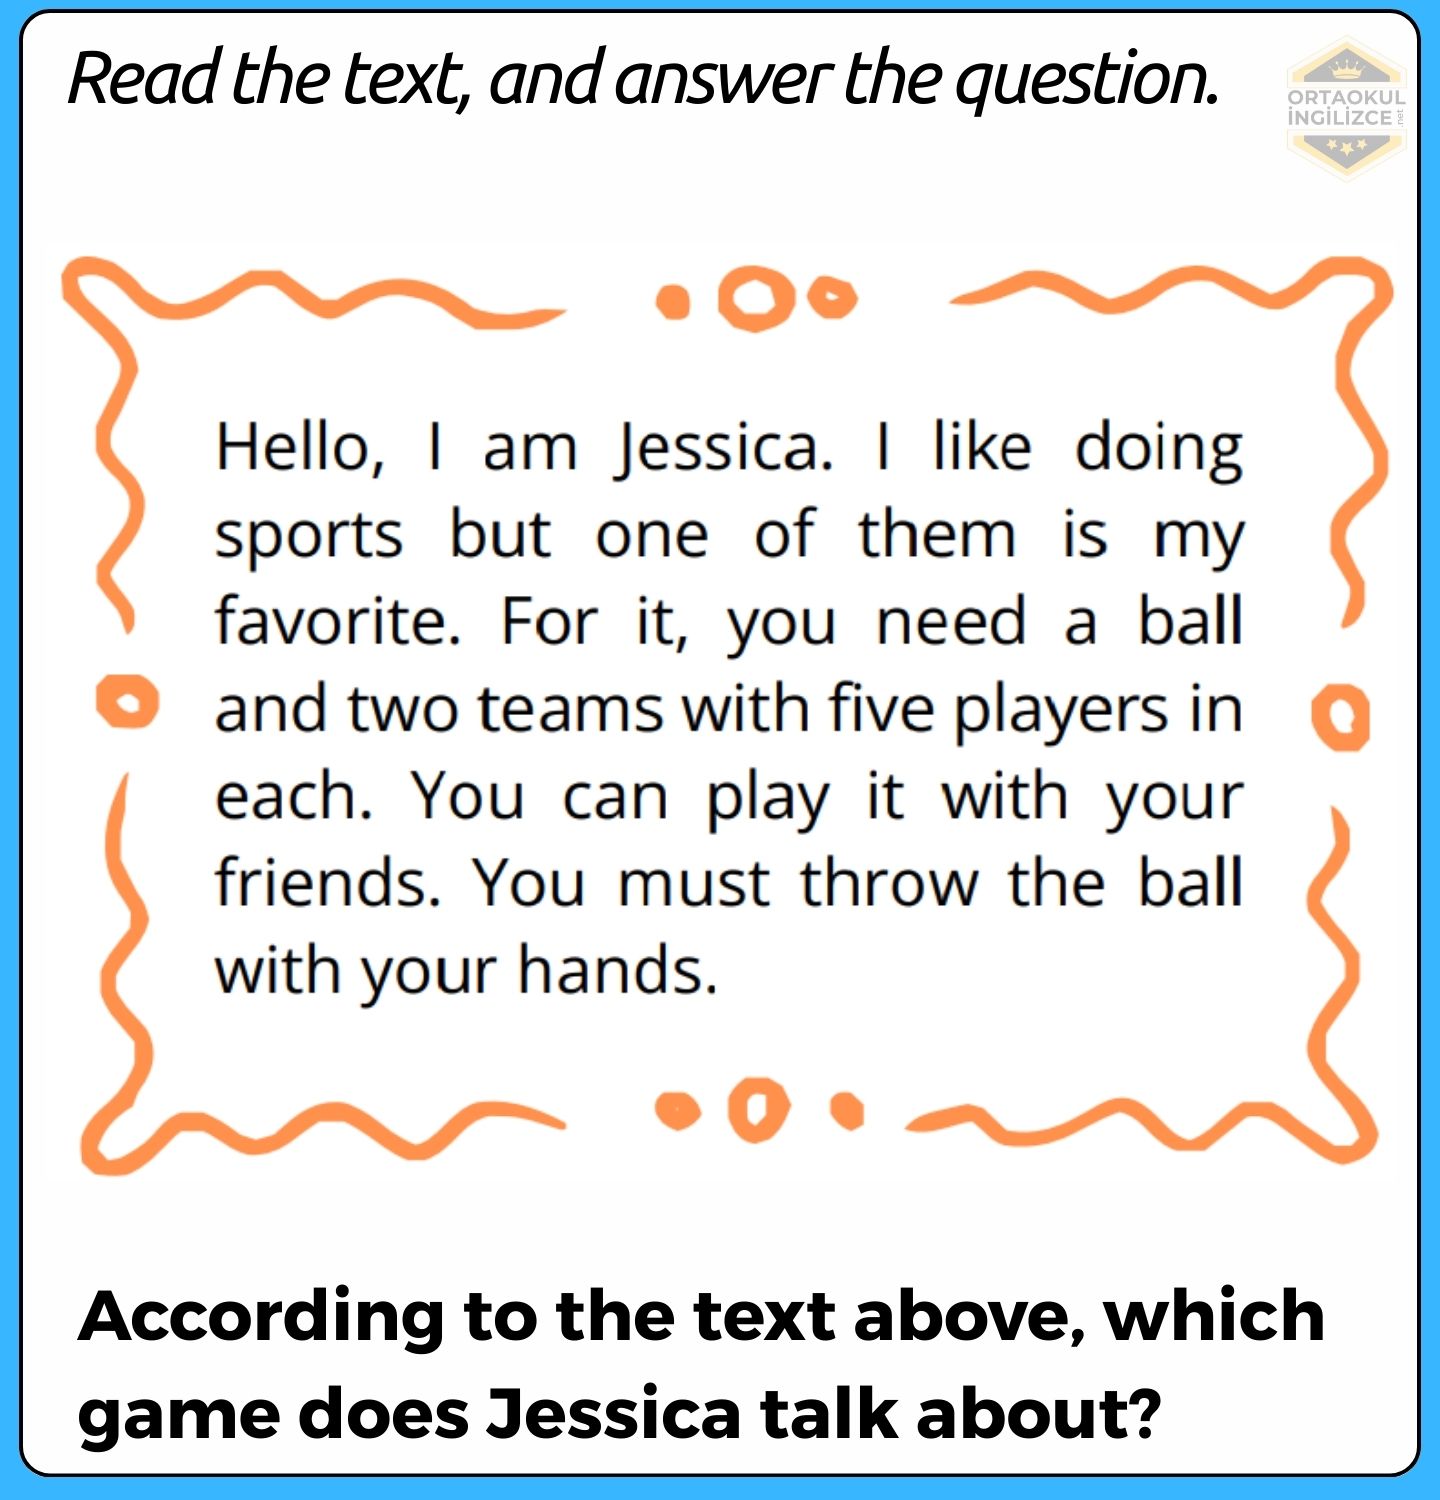 Read the text, and answer the question.
ORTAOKUL
İNGİLİZCE
.net
Hello, I am Jessica. I like doing
sports but one of them is my
favorite. For it, you need a ball
and two teams with five players in
each. You can play it with your
friends. You must throw the ball
with your hands.
According to the text above, which
game does Jessica talk about?